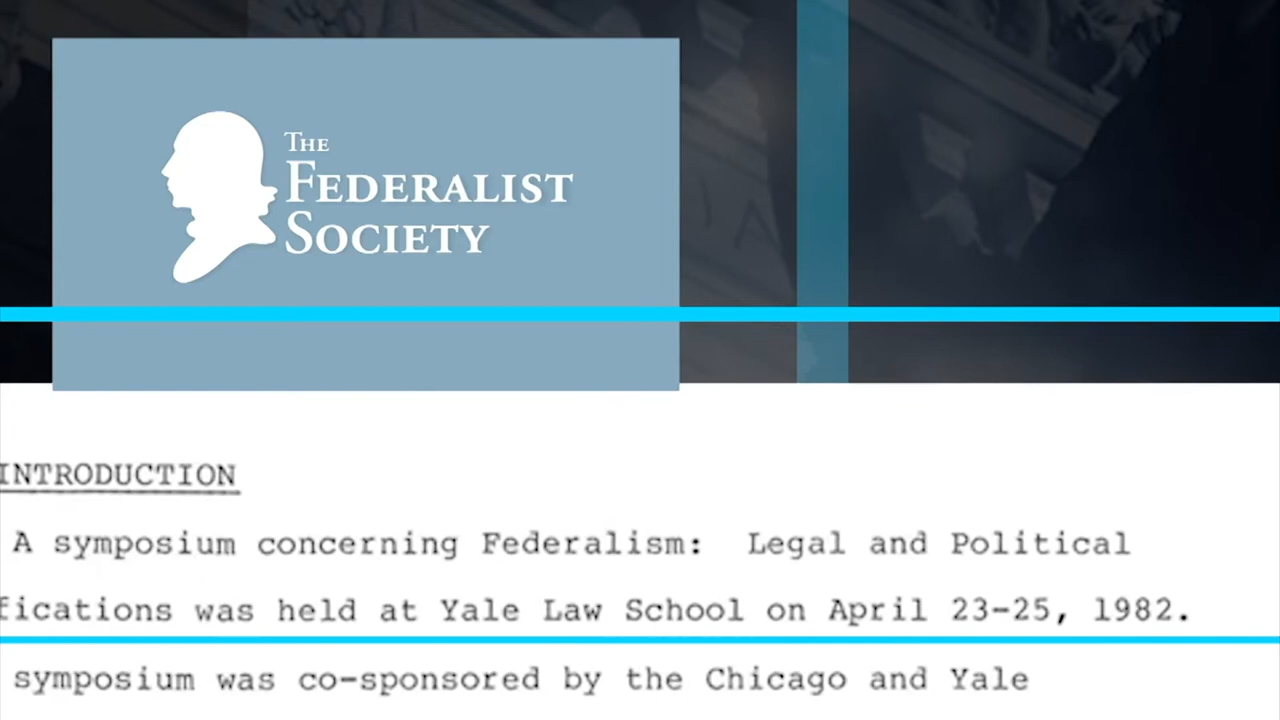 The
Federalist
Society
INTRODUCTION
A symposium concerning Federalism: Legal and Political
fications was held at Yale Law School on April 23-25, 1982.
symposium was co-sponsored by the Chicago and Yale